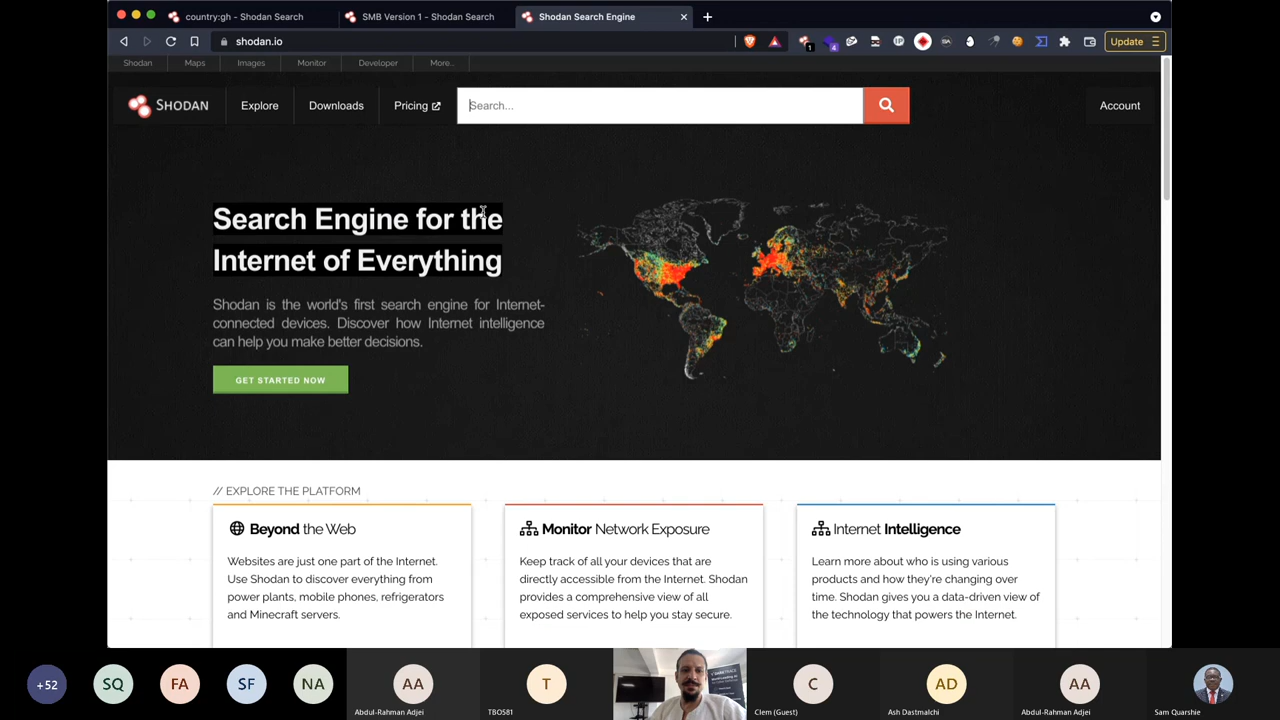 country:gh - Shodan Search
SMB Version 1 - Shodan Search
Shodan Search Engine
shodan.io
1
4
IP
Update
Shodan
Maps
Images
Monitor
Developer
More...
SHODAN
Explore
Downloads
Pricing
Search...
Account
Search Engine for the
Internet of Everything
Shodan is the world's first search engine for Internet-
connected devices. Discover how Internet intelligence
can help you make better decisions.
GET STARTED NOW
// EXPLORE THE PLATFORM
Beyond the Web
Websites are just one part of the Internet.
Use Shodan to discover everything from
power plants, mobile phones, refrigerators
and Minecraft servers.
Monitor Network Exposure
Keep track of all your devices that are
directly accessible from the Internet. Shodan
provides a comprehensive view of all
exposed services to help you stay secure.
Internet Intelligence
Learn more about who is using various
products and how they're changing over
time. Shodan gives you a data-driven view of
the technology that powers the Internet.
+52
SQ
FA
SF
NA
AA
Abdul-Rahman Adjei
T
TBOS81
C
Clem (Guest)
AD
Ash Dastmalchi
AA
Abdul-Rahman Adjei
Sam Quarshie